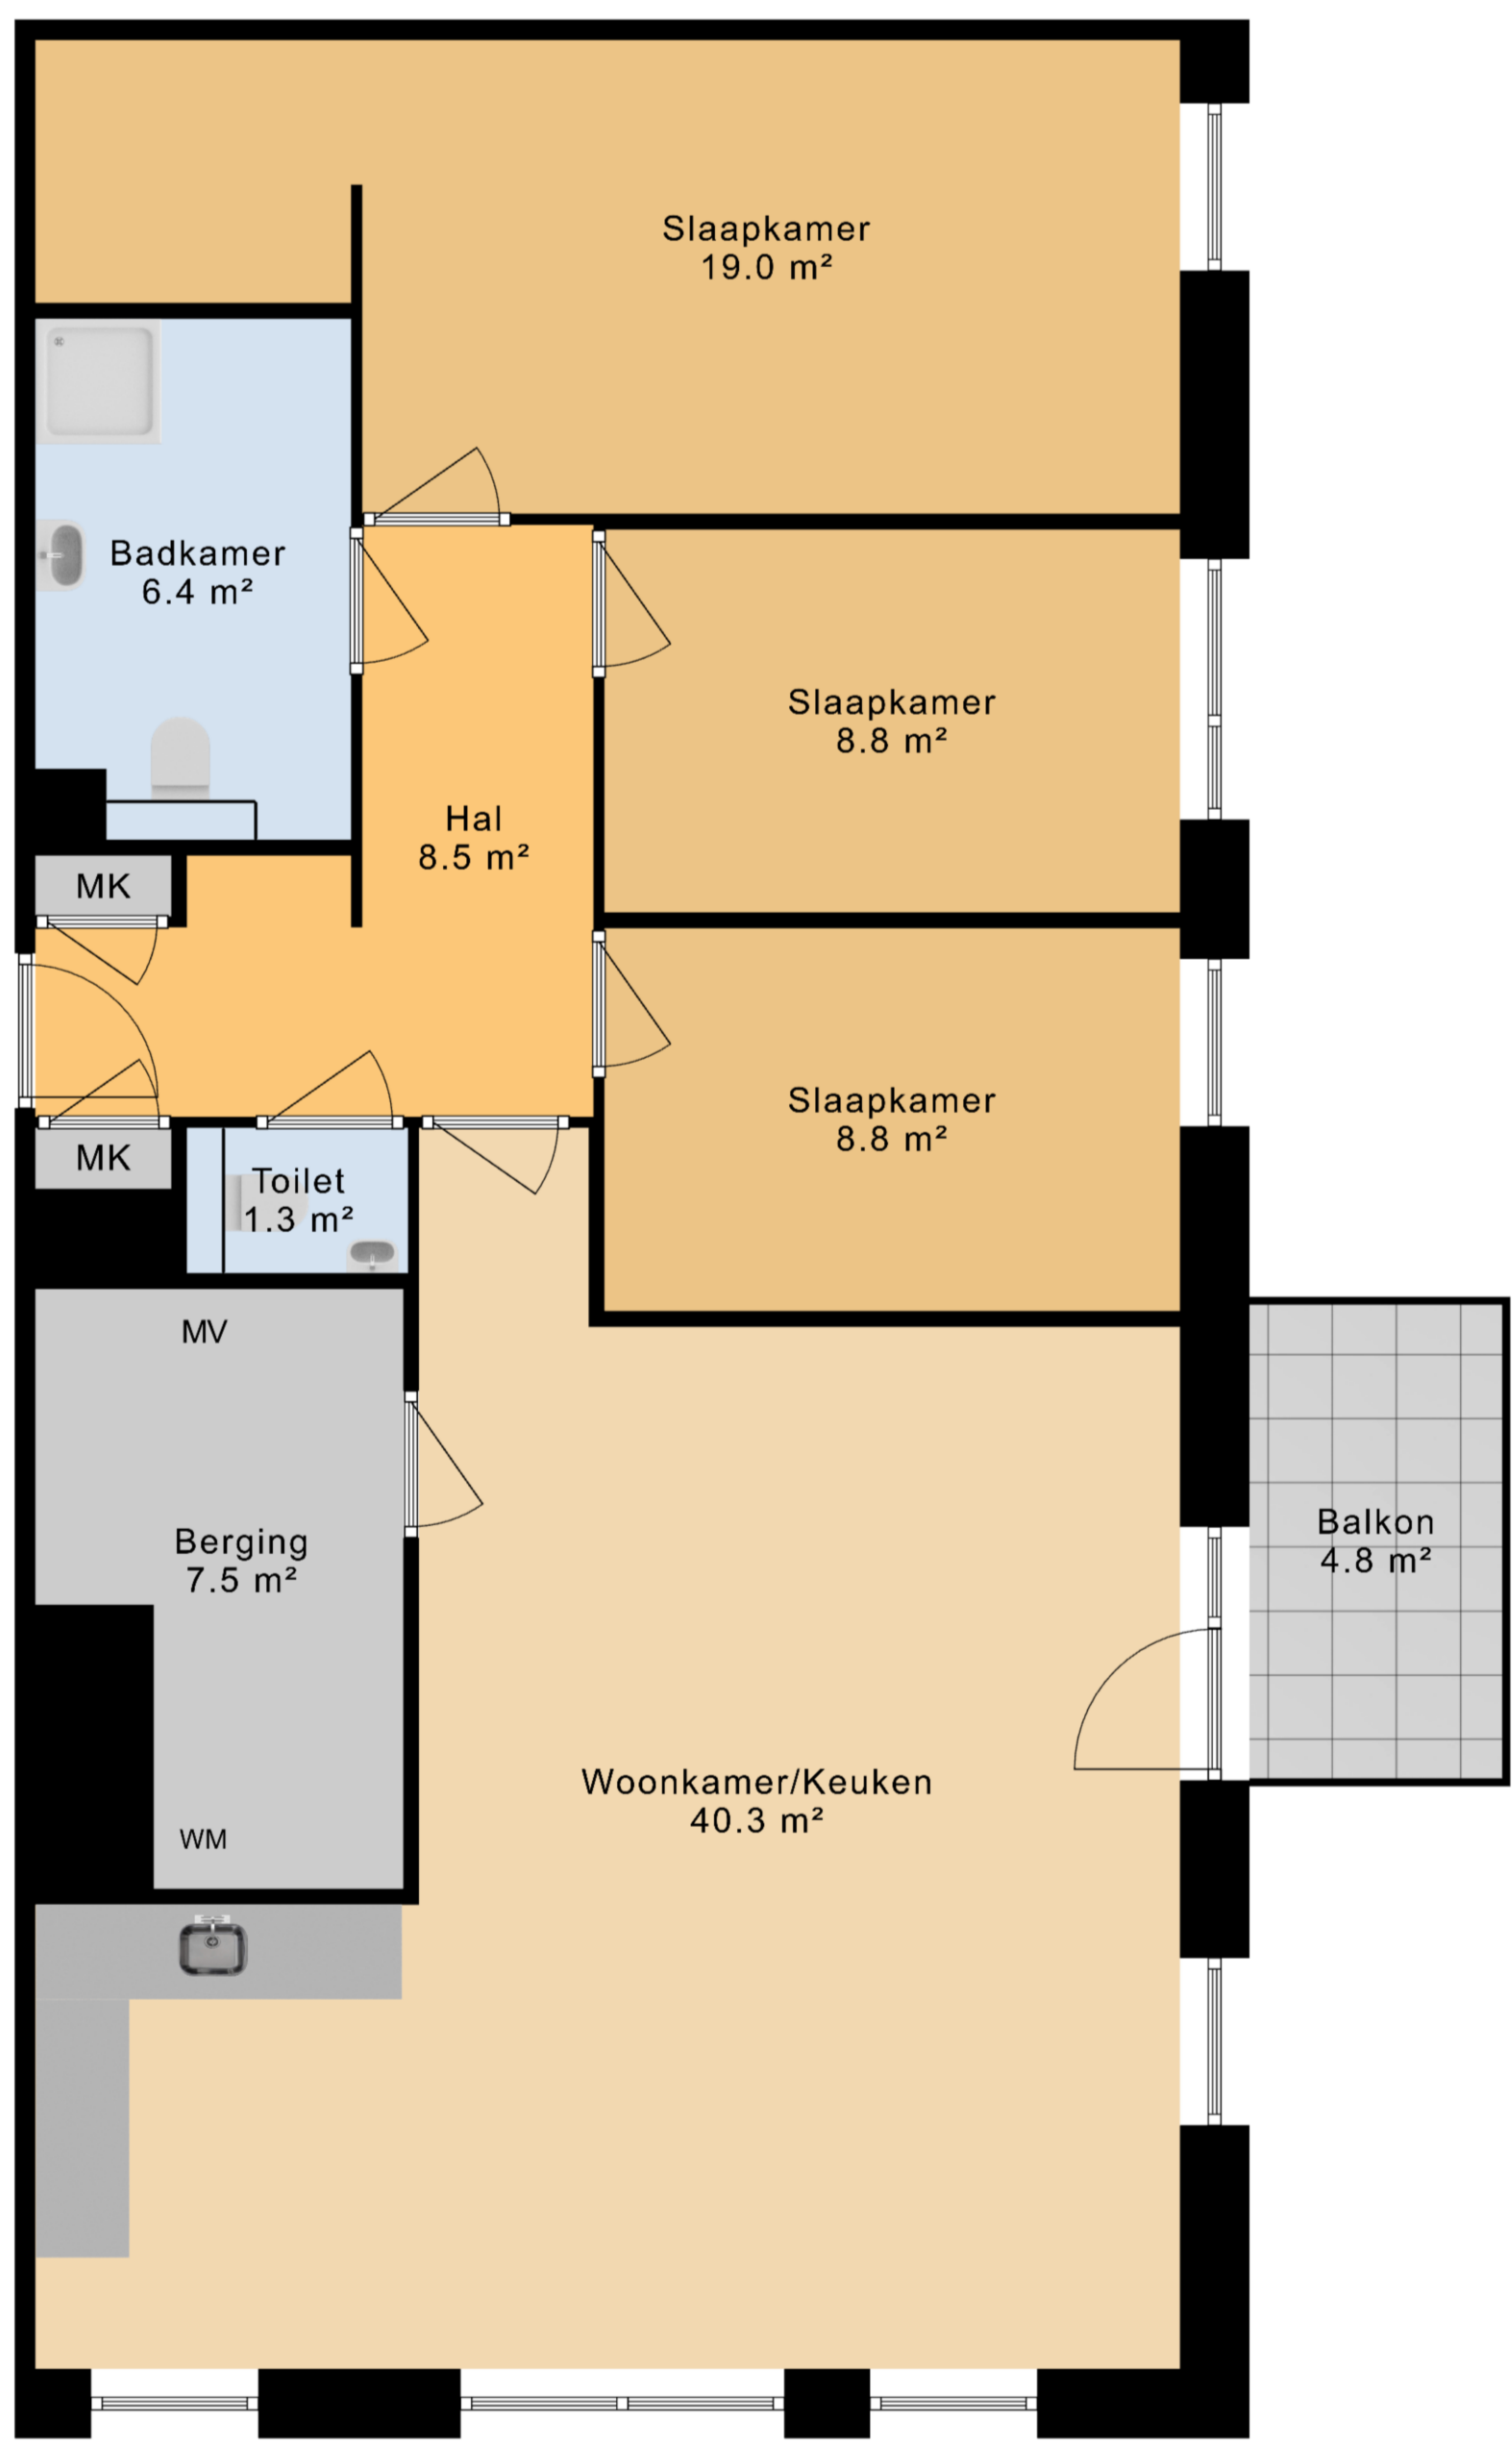 Slaapkamer
19.0 m²
Badkamer
6.4 m²
Slaapkamer
8.8 m²
Hal
8.5 m²
MK
Slaapkamer
8.8 m²
MK
Toilet
1.3 m²
MV
Berging
7.5 m²
Balkon
4.8 m²
Woonkamer/Keuken
40.3 m²
WM